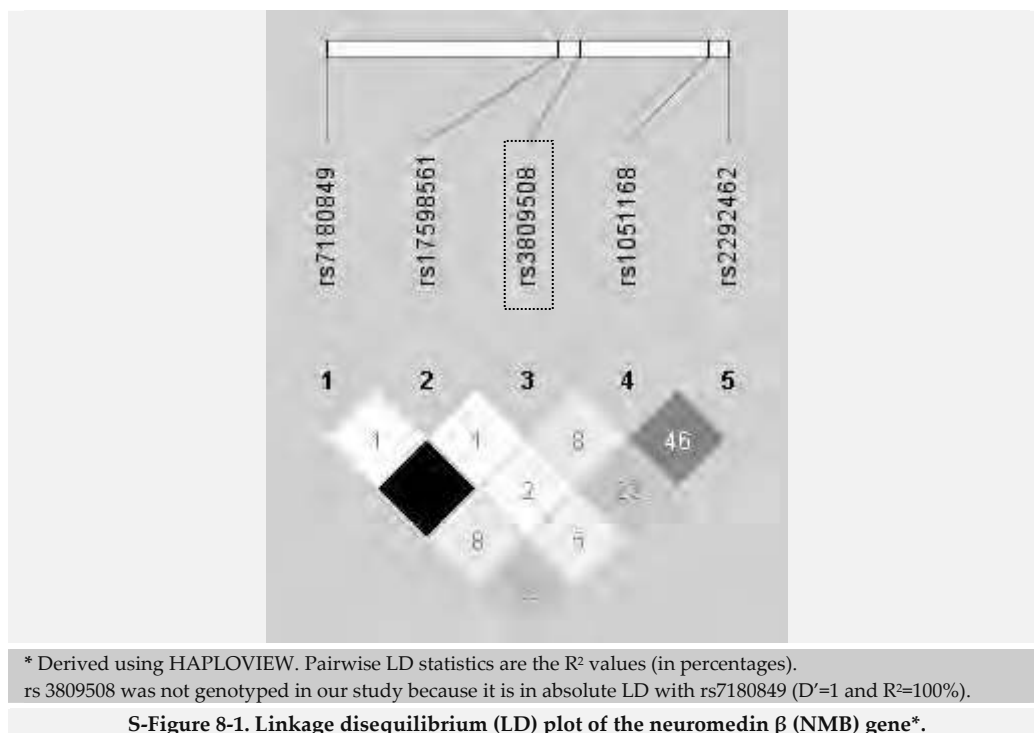 rs7180849
rs17598561
rs3809508
rs1051168
rs2292462
1 2 3 4 5
1 1 8 46
2 23
8 5
* Derived using HAPLOVIEW. Pairwise LD statistics are the R² values (in percentages).
rs 3809508 was not genotyped in our study because it is in absolute LD with rs7180849 (D′=1 and R²=100%).
S-Figure 8-1. Linkage disequilibrium (LD) plot of the neuromedin β (NMB) gene*.